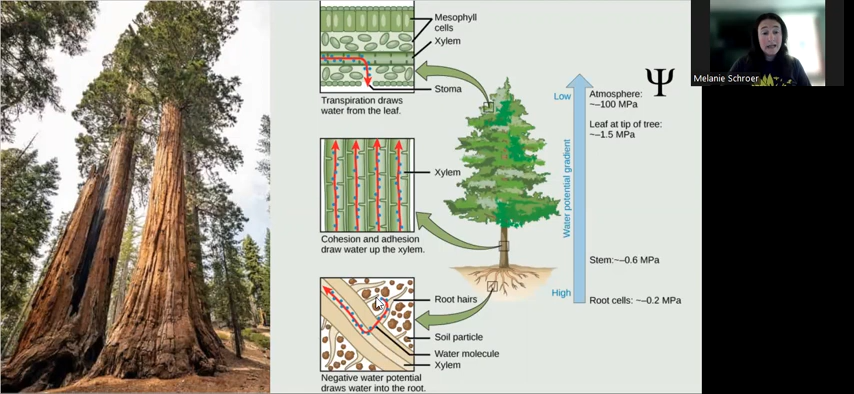 Mesophyll
cells
Xylem
Stoma
Transpiration draws
water from the leaf.
Xylem
Cohesion and adhesion
draw water up the xylem.
Root hairs
Soil particle
Water molecule
Xylem
Negative water potential
draws water into the root.
Low
Water potential gradient
High
Ψ
Atmosphere:
~–100 MPa
Leaf at tip of tree:
~–1.5 MPa
Stem:~–0.6 MPa
Root cells: ~–0.2 MPa
Melanie Schroer